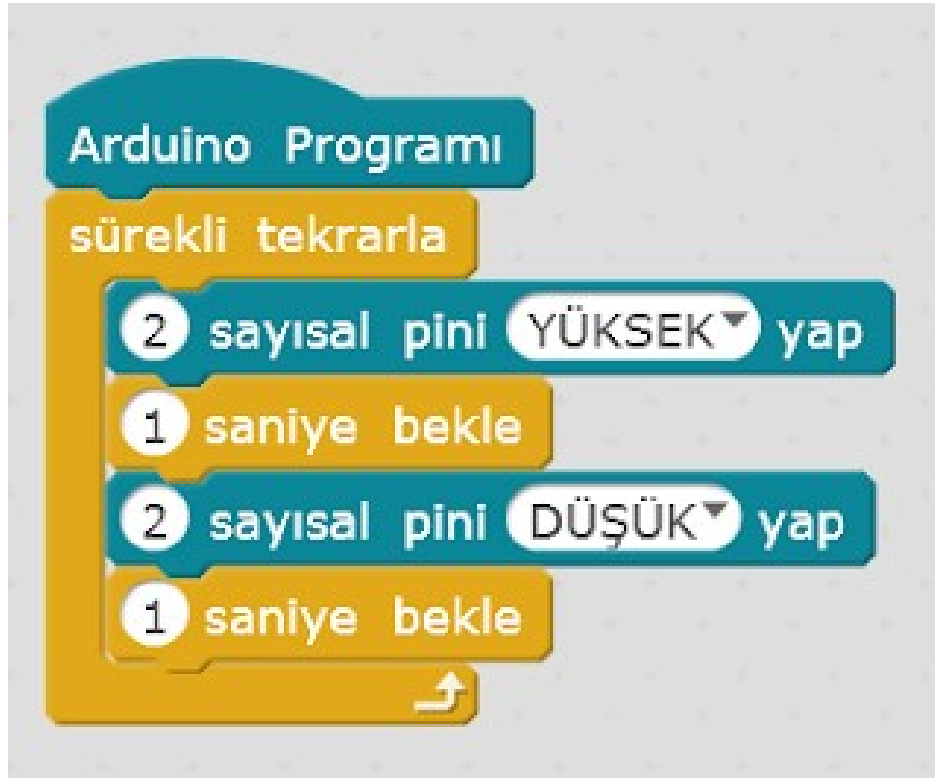 Arduino Programı
sürekli tekrarla
2 sayısal pini YÜKSEK yap
1 saniye bekle
2 sayısal pini DÜŞÜK yap
1 saniye bekle